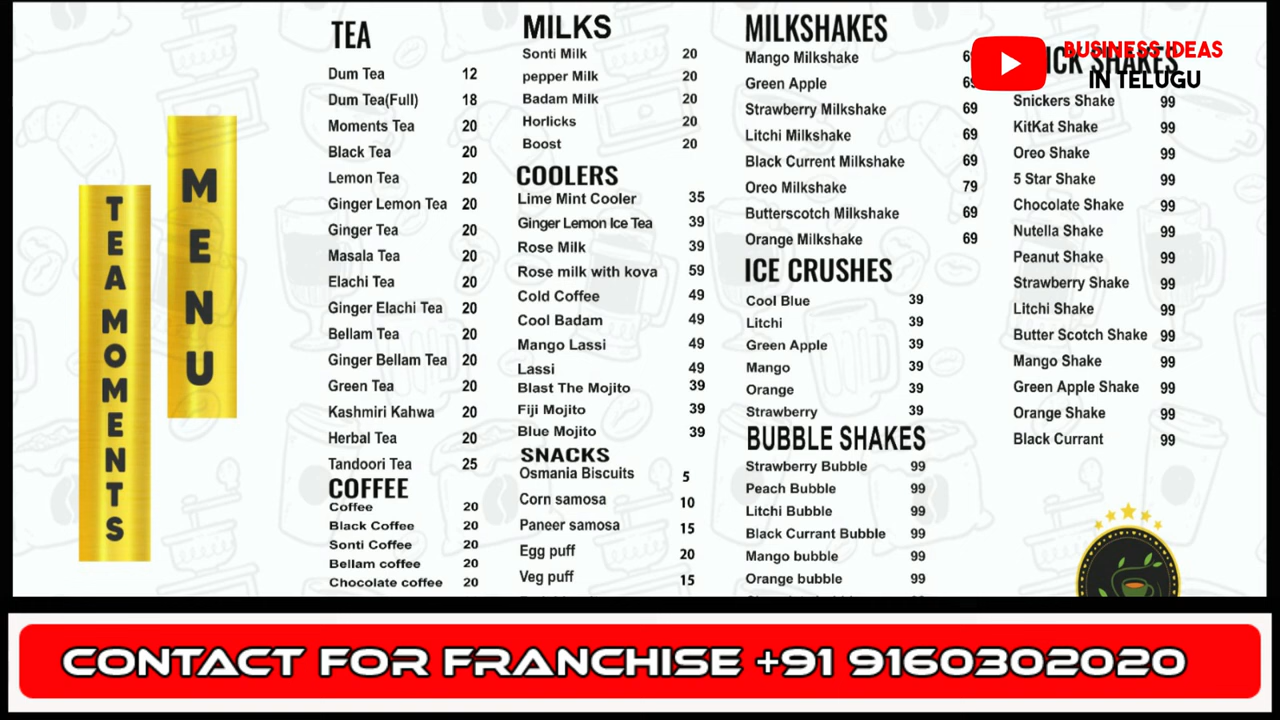 TEA MOMENTS
MENU
TEA
Dum Tea 12
Dum Tea(Full) 18
Moments Tea 20
Black Tea 20
Lemon Tea 20
Ginger Lemon Tea 20
Ginger Tea 20
Masala Tea 20
Elachi Tea 20
Ginger Elachi Tea 20
Bellam Tea 20
Ginger Bellam Tea 20
Green Tea 20
Kashmiri Kahwa 20
Herbal Tea 20
Tandoori Tea 25
COFFEE
Coffee 20
Black Coffee 20
Sonti Coffee 20
Bellam coffee 20
Chocolate coffee 20
MILKS
Sonti Milk 20
pepper Milk 20
Badam Milk 20
Horlicks 20
Boost 20
COOLERS
Lime Mint Cooler 35
Ginger Lemon Ice Tea 39
Rose Milk 39
Rose milk with kova 59
Cold Coffee 49
Cool Badam 49
Mango Lassi 49
Lassi 49
Blast The Mojito 39
Fiji Mojito 39
Blue Mojito 39
SNACKS
Osmania Biscuits 5
Corn samosa 10
Paneer samosa 15
Egg puff 20
Veg puff 15
MILKSHAKES
Mango Milkshake
Green Apple
Strawberry Milkshake 69
Litchi Milkshake 69
Black Current Milkshake 69
Oreo Milkshake 79
Butterscotch Milkshake 69
Orange Milkshake 69
ICE CRUSHES
Cool Blue 39
Litchi 39
Green Apple 39
Mango 39
Orange 39
Strawberry 39
BUBBLE SHAKES
Strawberry Bubble 99
Peach Bubble 99
Litchi Bubble 99
Black Currant Bubble 99
Mango bubble 99
Orange bubble 99
BUSINESS IDEAS
IN TELUGU
SHAKES
Snickers Shake 99
KitKat Shake 99
Oreo Shake 99
5 Star Shake 99
Chocolate Shake 99
Nutella Shake 99
Peanut Shake 99
Strawberry Shake 99
Litchi Shake 99
Butter Scotch Shake 99
Mango Shake 99
Green Apple Shake 99
Orange Shake 99
Black Currant 99
CONTACT FOR FRANCHISE +91 9160302020